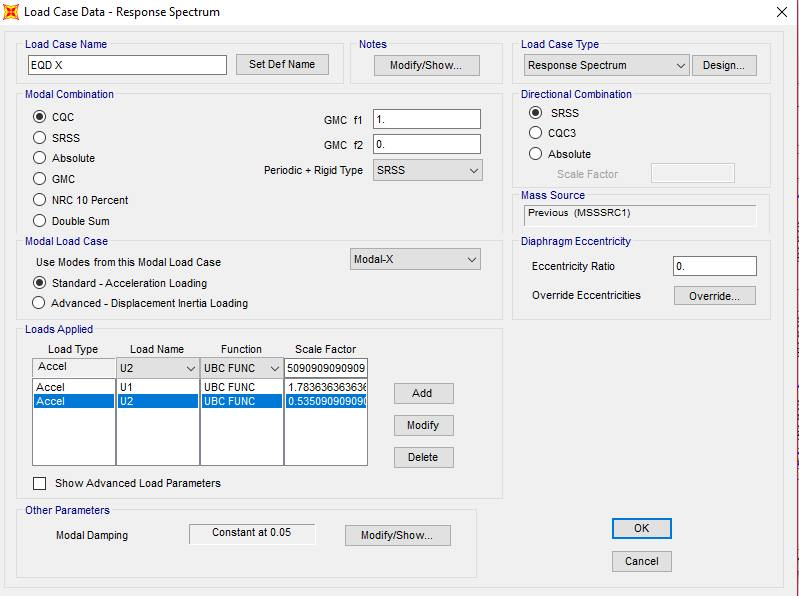 Load Case Data - Response Spectrum
Load Case Name
EQD X
Set Def Name
Notes
Modify/Show...
Load Case Type
Response Spectrum
Design...
Modal Combination
CQC
SRSS
Absolute
GMC
NRC 10 Percent
Double Sum
GMC f1
1.
GMC f2
0.
Periodic + Rigid Type
SRSS
Directional Combination
SRSS
CQC3
Absolute
Scale Factor
Mass Source
Previous (MSSSRC1)
Modal Load Case
Use Modes from this Modal Load Case
Modal-X
Standard - Acceleration Loading
Advanced - Displacement Inertia Loading
Diaphragm Eccentricity
Eccentricity Ratio
0.
Override Eccentricities
Override...
Loads Applied
Load Type Load Name Function Scale Factor
Accel U2 UBC FUNC 5090909090909
Accel U1 UBC FUNC 1.783636363636
Accel U2 UBC FUNC 0.535090909090
Add
Modify
Delete
Show Advanced Load Parameters
Other Parameters
Modal Damping
Constant at 0.05
Modify/Show...
OK
Cancel